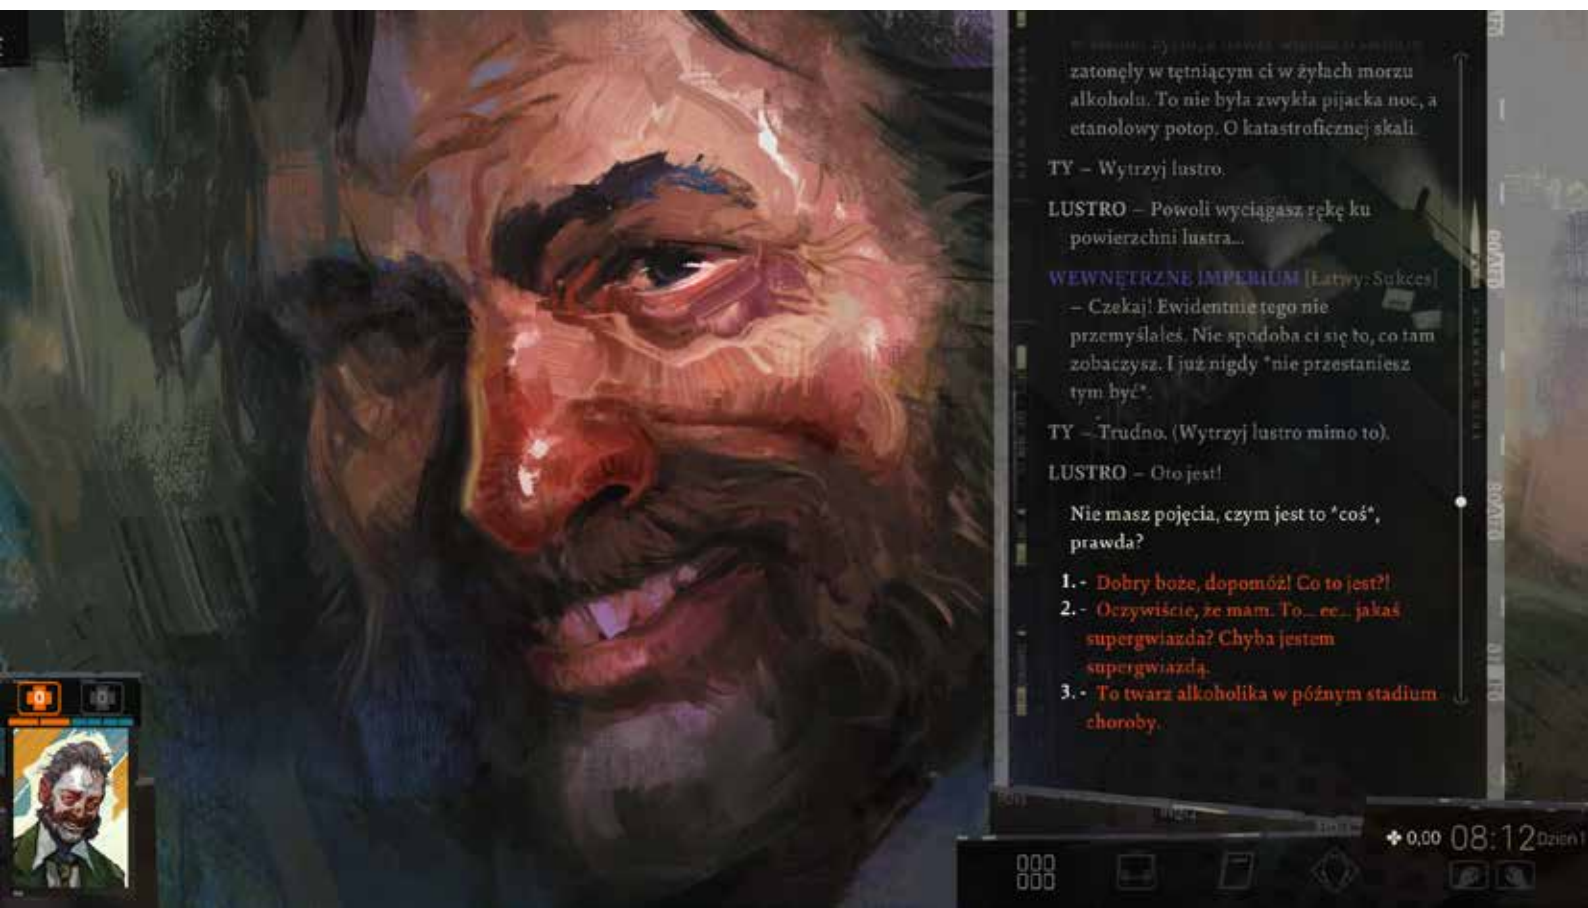 zatonęły w tętniącym ci w żyłach morzu
alkoholu. To nie była zwykła pijacka noc, a
etanolowy potop. O katastroficznej skali.
TY – Wytrzyj lustro.
LUSTRO – Powoli wyciągasz rękę ku
powierzchni lustra...
WEWNĘTRZNE IMPERIUM [Łatwy: Sukces]
– Czekaj! Ewidentnie tego nie
przemyślałeś. Nie spodoba ci się to, co tam
zobaczysz. I już nigdy *nie przestaniesz
tym być*.
TY – Trudno. (Wytrzyj lustro mimo to).
LUSTRO – Oto jest!
Nie masz pojęcia, czym jest to *coś*,
prawda?
1. - Dobry boże, dopomóż! Co to jest?!
2. - Oczywiście, że mam. To... ee... jakaś
supergwiazda? Chyba jestem
supergwiazdą.
3. - To twarz alkoholika w późnym stadium
choroby.
0 0
0,00 08:12 Dzień 1